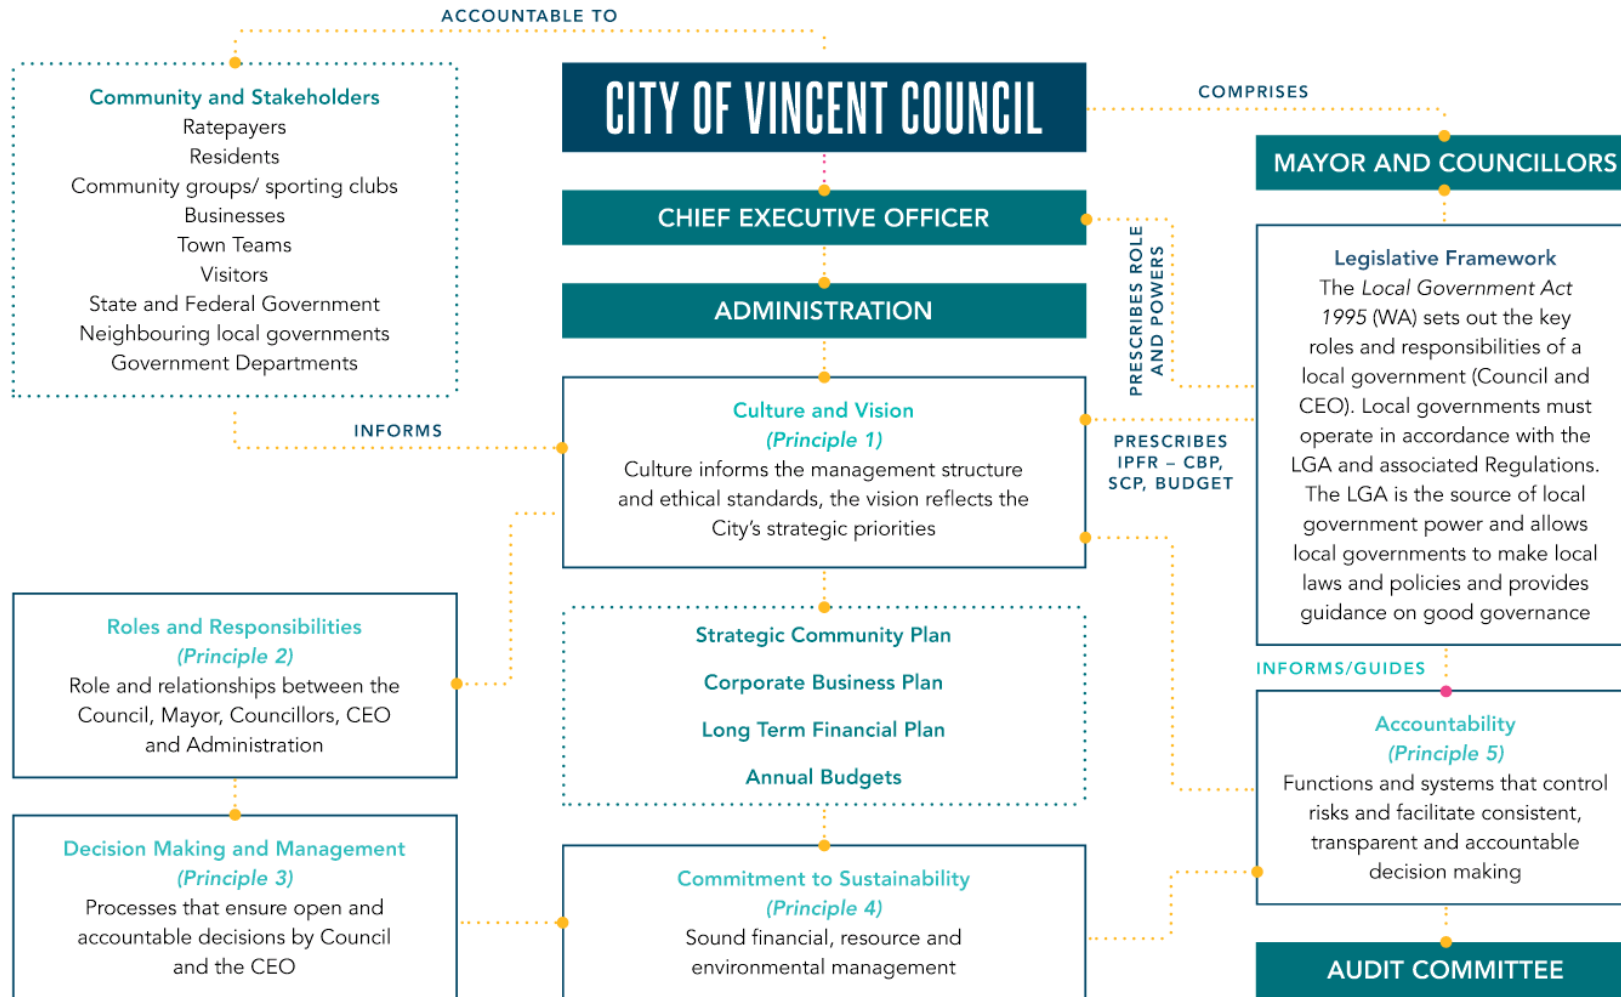 ACCOUNTABLE TO
CITY OF VINCENT COUNCIL
COMPRISES
Community and Stakeholders
Ratepayers
Residents
Community groups/ sporting clubs
Businesses
Town Teams
Visitors
State and Federal Government
Neighbouring local governments
Government Departments
MAYOR AND COUNCILLORS
CHIEF EXECUTIVE OFFICER
ADMINISTRATION
PRESCRIBES ROLE
AND POWERS
Legislative Framework
The Local Government Act
1995 (WA) sets out the key
roles and responsibilities of a
local government (Council and
CEO). Local governments must
operate in accordance with the
LGA and associated Regulations.
The LGA is the source of local
government power and allows
local governments to make local
laws and policies and provides
guidance on good governance
INFORMS
Culture and Vision
(Principle 1)
Culture informs the management structure
and ethical standards, the vision reflects the
City's strategic priorities
PRESCRIBES
IPFR – CBP,
SCP, BUDGET
Roles and Responsibilities
(Principle 2)
Role and relationships between the
Council, Mayor, Councillors, CEO
and Administration
Strategic Community Plan
Corporate Business Plan
Long Term Financial Plan
Annual Budgets
INFORMS/GUIDES
Accountability
(Principle 5)
Functions and systems that control
risks and facilitate consistent,
transparent and accountable
decision making
Decision Making and Management
(Principle 3)
Processes that ensure open and
accountable decisions by Council
and the CEO
Commitment to Sustainability
(Principle 4)
Sound financial, resource and
environmental management
AUDIT COMMITTEE